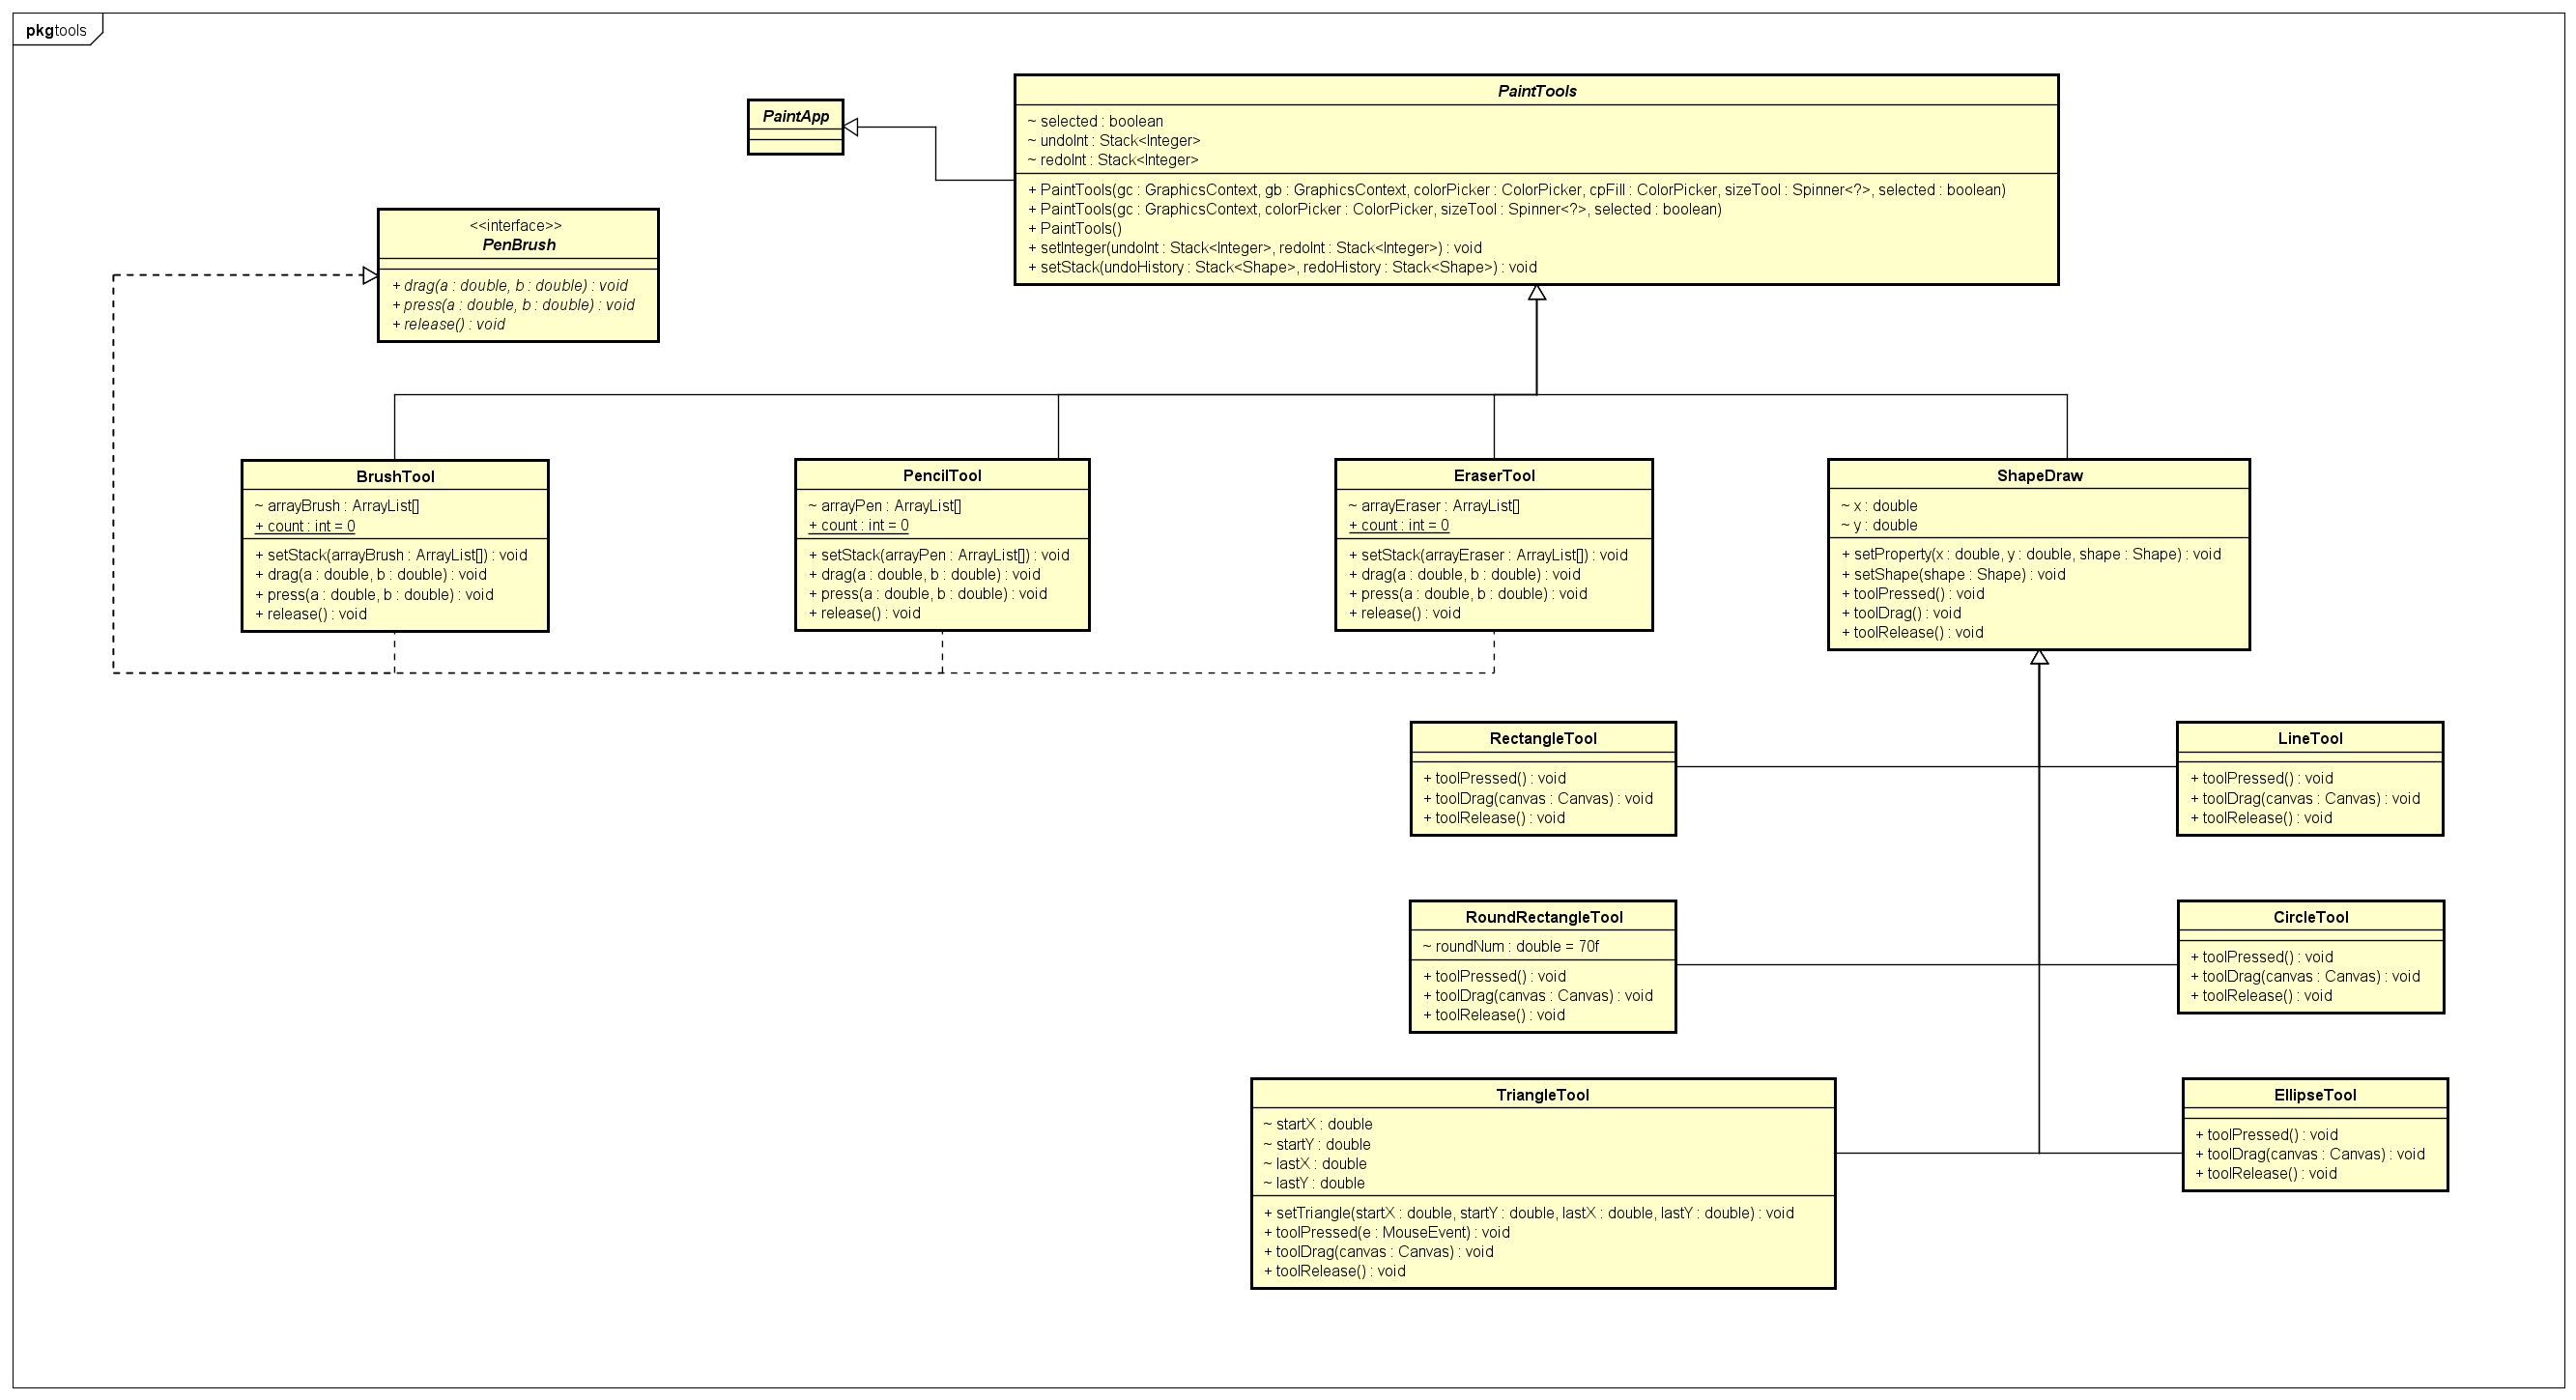 pkgtools
PaintTools
~ selected : boolean
~ undoInt : Stack<Integer>
~ redoInt : Stack<Integer>
+ PaintTools(gc : GraphicsContext, gb : GraphicsContext, colorPicker : ColorPicker, cpFill : ColorPicker, sizeTool : Spinner<?>, selected : boolean)
+ PaintTools(gc : GraphicsContext, colorPicker : ColorPicker, sizeTool : Spinner<?>, selected : boolean)
+ PaintTools()
+ setInteger(undoInt : Stack<Integer>, redoInt : Stack<Integer>) : void
+ setStack(undoHistory : Stack<Shape>, redoHistory : Stack<Shape>) : void
PaintApp
<<interface>>
PenBrush
+ drag(a : double, b : double) : void
+ press(a : double, b : double) : void
+ release() : void
BrushTool
~ arrayBrush : ArrayList[]
+ count : int = 0
+ setStack(arrayBrush : ArrayList[]) : void
+ drag(a : double, b : double) : void
+ press(a : double, b : double) : void
+ release() : void
PencilTool
~ arrayPen : ArrayList[]
+ count : int = 0
+ setStack(arrayPen : ArrayList[]) : void
+ drag(a : double, b : double) : void
+ press(a : double, b : double) : void
+ release() : void
EraserTool
~ arrayEraser : ArrayList[]
+ count : int = 0
+ setStack(arrayEraser : ArrayList[]) : void
+ drag(a : double, b : double) : void
+ press(a : double, b : double) : void
+ release() : void
ShapeDraw
~ x : double
~ y : double
+ setProperty(x : double, y : double, shape : Shape) : void
+ setShape(shape : Shape) : void
+ toolPressed() : void
+ toolDrag() : void
+ toolRelease() : void
RectangleTool
+ toolPressed() : void
+ toolDrag(canvas : Canvas) : void
+ toolRelease() : void
LineTool
+ toolPressed() : void
+ toolDrag(canvas : Canvas) : void
+ toolRelease() : void
RoundRectangleTool
~ roundNum : double = 70f
+ toolPressed() : void
+ toolDrag(canvas : Canvas) : void
+ toolRelease() : void
CircleTool
+ toolPressed() : void
+ toolDrag(canvas : Canvas) : void
+ toolRelease() : void
TriangleTool
~ startX : double
~ startY : double
~ lastX : double
~ lastY : double
+ setTriangle(startX : double, startY : double, lastX : double, lastY : double) : void
+ toolPressed(e : MouseEvent) : void
+ toolDrag(canvas : Canvas) : void
+ toolRelease() : void
EllipseTool
+ toolPressed() : void
+ toolDrag(canvas : Canvas) : void
+ toolRelease() : void